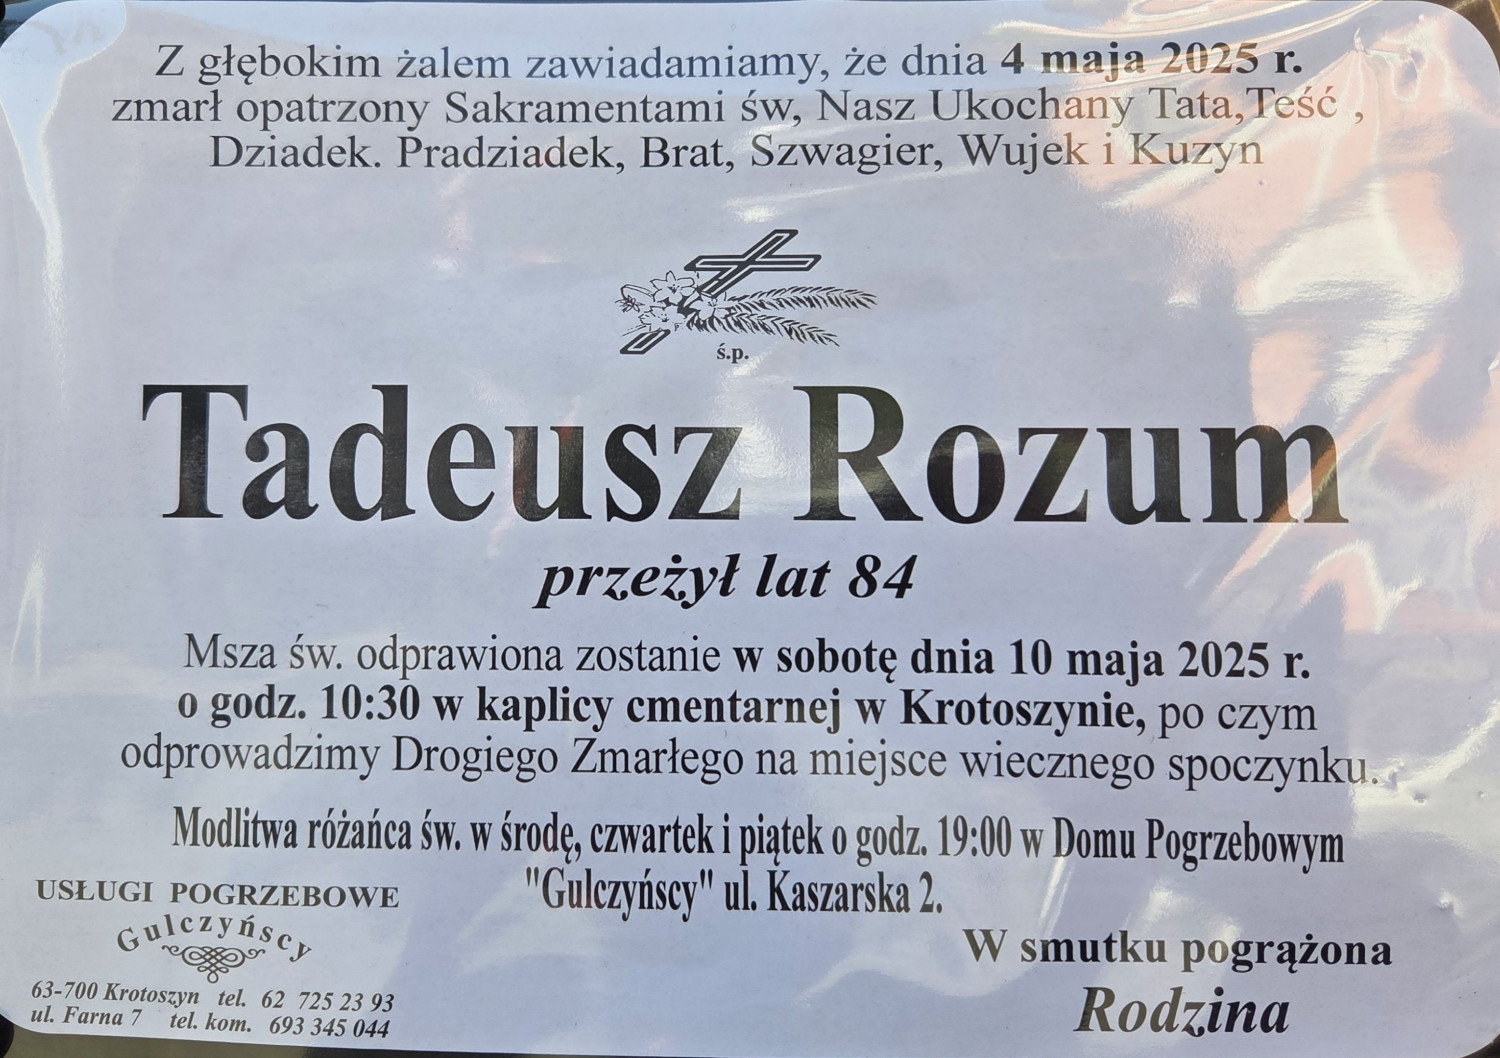 Z głębokim żalem zawiadamiamy, że dnia 4 maja 2025 r.
zmarł opatrzony Sakramentami św, Nasz Ukochany Tata,Teść ,
Dziadek. Pradziadek, Brat, Szwagier, Wujek i Kuzyn
ś.p.
Tadeusz Rozum
przeżył lat 84
Msza św. odprawiona zostanie w sobotę dnia 10 maja 2025 r.
o godz. 10:30 w kaplicy cmentarnej w Krotoszynie, po czym
odprowadzimy Drogiego Zmarłego na miejsce wiecznego spoczynku.
Modlitwa różańca św. w środę, czwartek i piątek o godz. 19:00 w Domu Pogrzebowym
"Gulczyńscy" ul. Kaszarska 2.
USŁUGI POGRZEBOWE
Gulczyńscy
63-700 Krotoszyn tel. 62 725 23 93
ul. Farna 7 tel. kom. 693 345 044
W smutku pogrążona
Rodzina